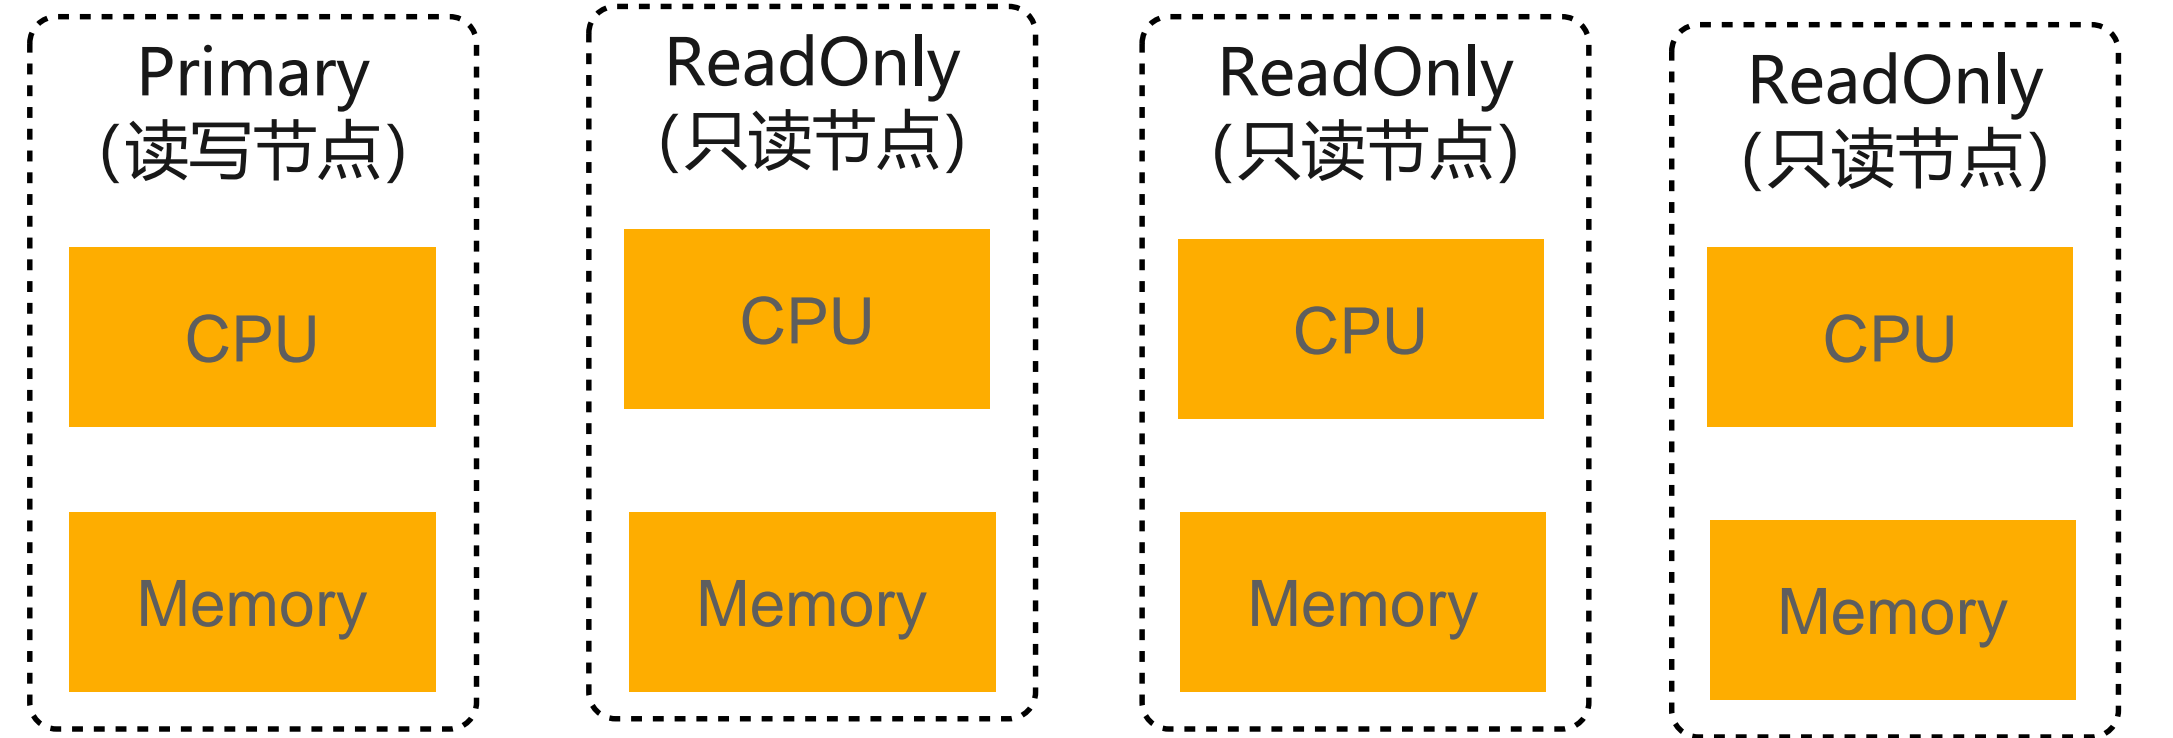 Primary
(读写节点)
CPU
Memory
ReadOnly
(只读节点)
CPU
Memory
ReadOnly
(只读节点)
CPU
Memory
ReadOnly
(只读节点)
CPU
Memory